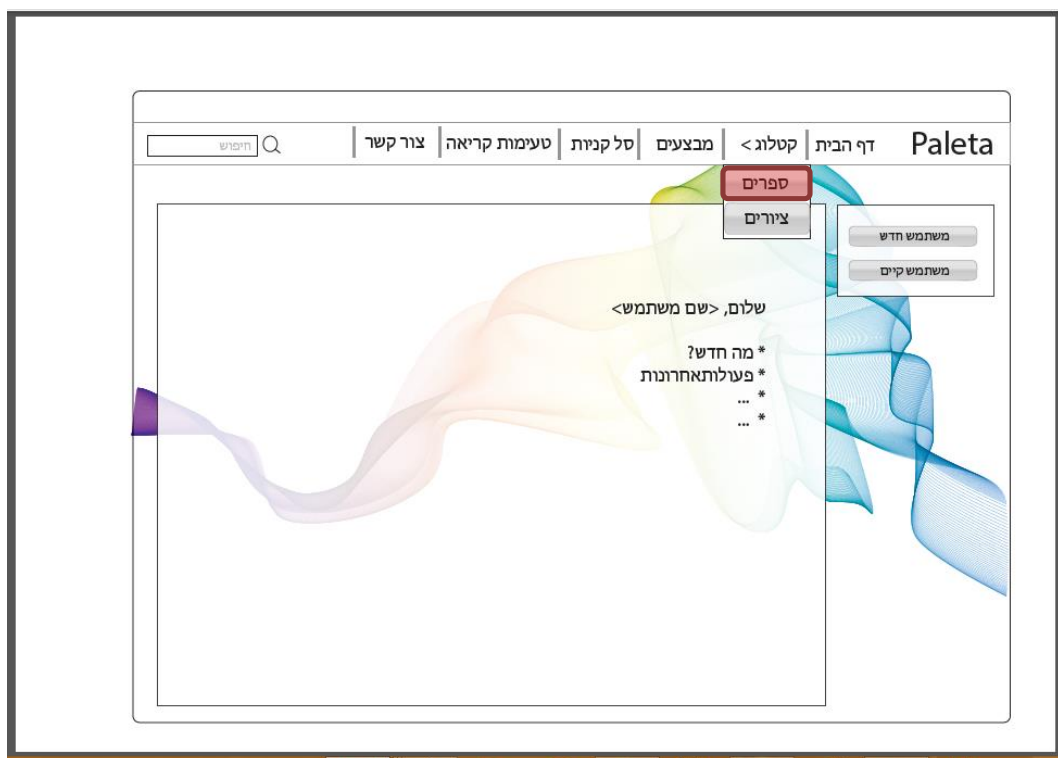 Paleta
דף הבית
קטלוג >
מבצעים
סל קניות
טעימות קריאה
צור קשר
חיפוש
ספרים
ציורים
משתמש חדש
משתמש קיים
שלום, <שם משתמש>
* מה חדש?
* פעולותאחרונות
* ...
* ...